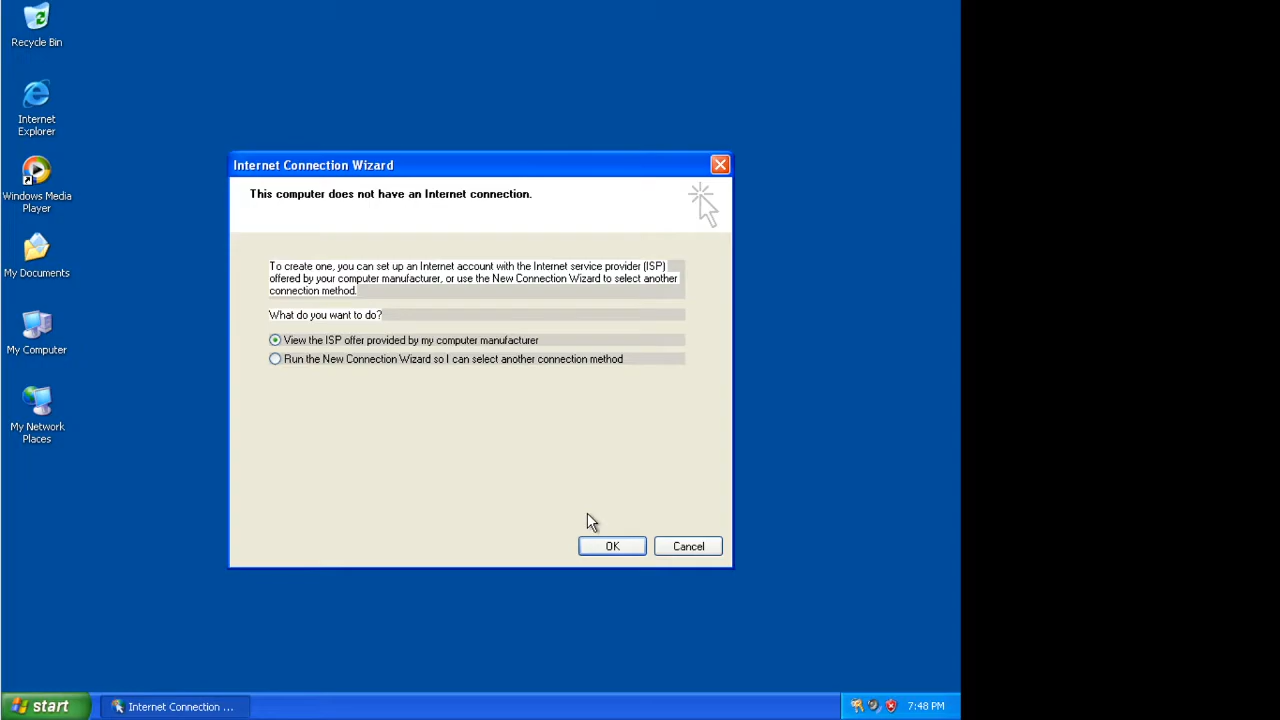 Recycle Bin
Internet
Explorer
Windows Media
Player
My Documents
My Computer
My Network
Places
Internet Connection Wizard
This computer does not have an Internet connection.
To create one, you can set up an Internet account with the Internet service provider (ISP)
offered by your computer manufacturer, or use the New Connection Wizard to select another
connection method.
What do you want to do?
View the ISP offer provided by my computer manufacturer
Run the New Connection Wizard so I can select another connection method
OK
Cancel
start
Internet Connection ...
7:48 PM